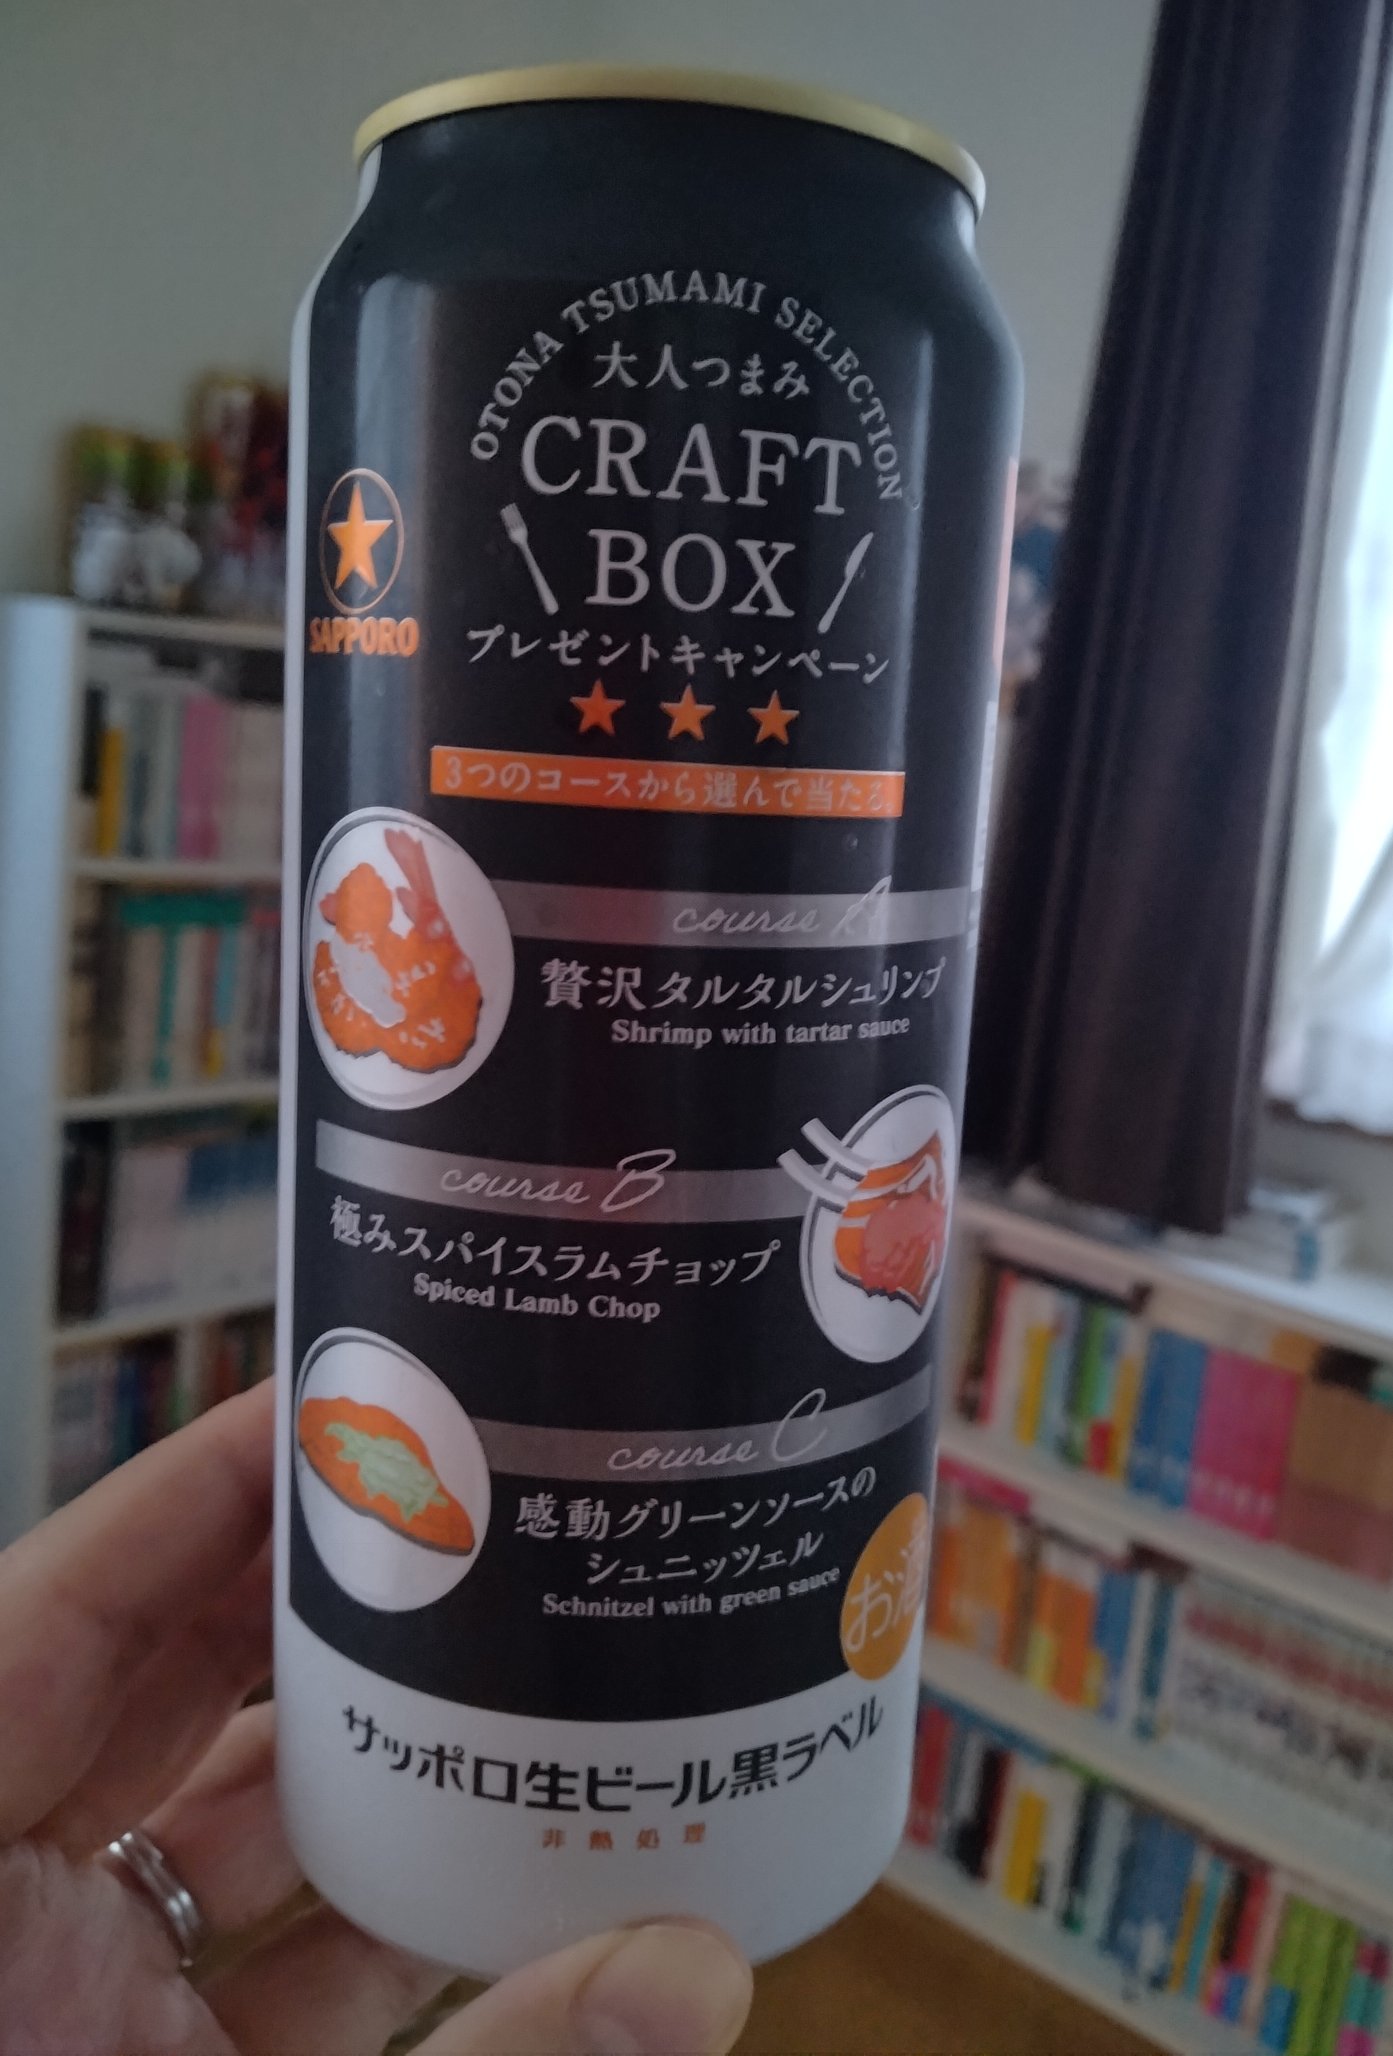 OTONA TSUMAMI SELECTION
大人つまみ
CRAFT
BOX
プレゼントキャンペーン
SAPPORO
3つのコースから選んで当たる。
course A
贅沢タルタルシュリンプ
Shrimp with tartar sauce
course B
極みスパイスラムチョップ
Spiced Lamb Chop
course C
感動グリーンソースの
シュニッツェル
Schnitzel with green sauce
お酒
サッポロ生ビール黒ラベル
非熱処理